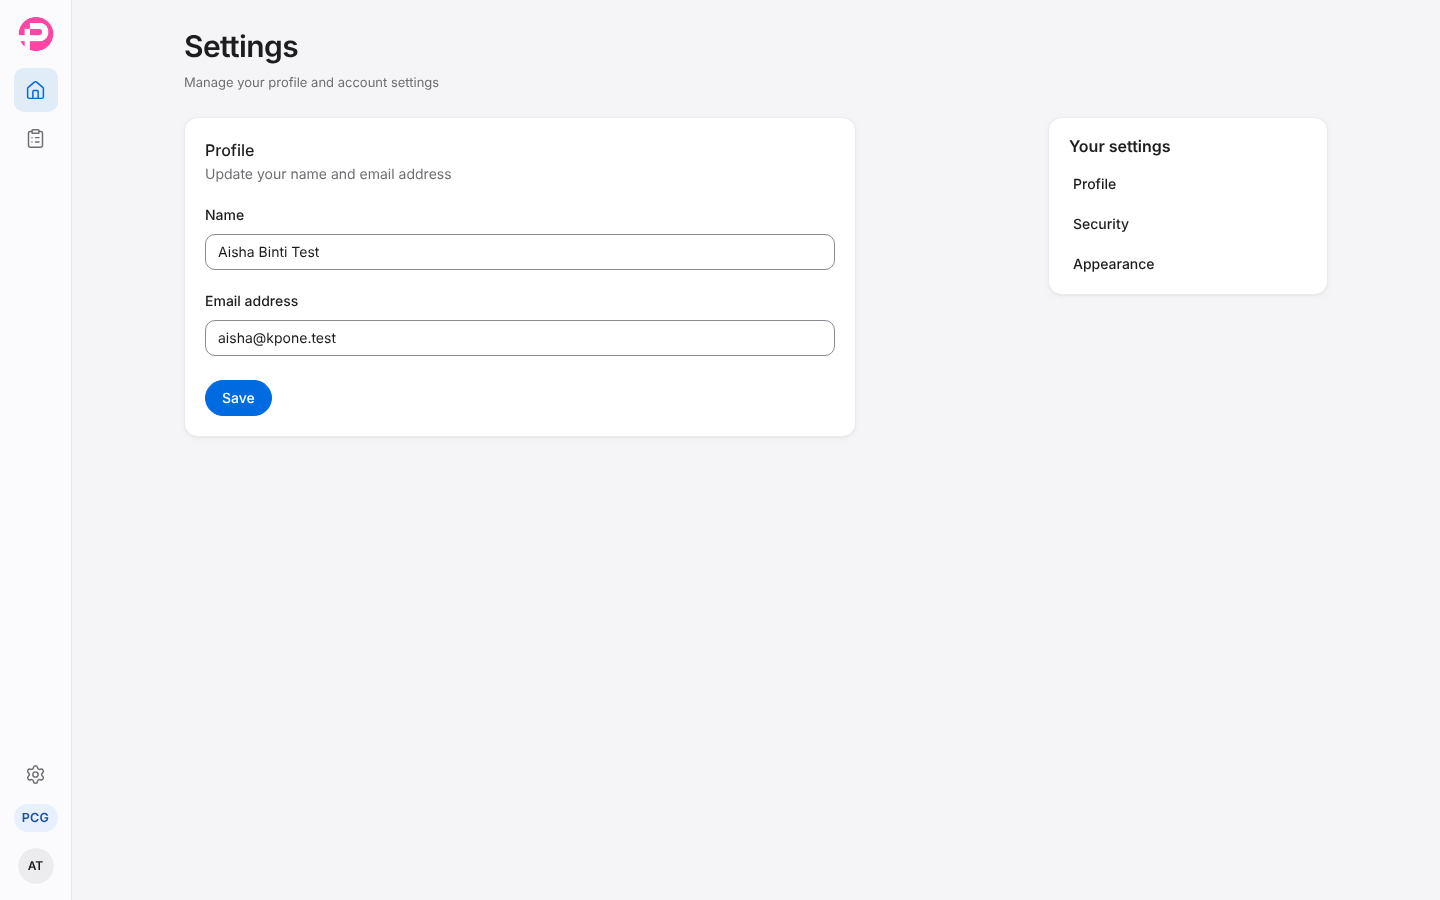 Settings
Manage your profile and account settings
Profile
Update your name and email address
Name
Aisha Binti Test
Email address
aisha@kpone.test
Save
Your settings
Profile
Security
Appearance
PCG
AT